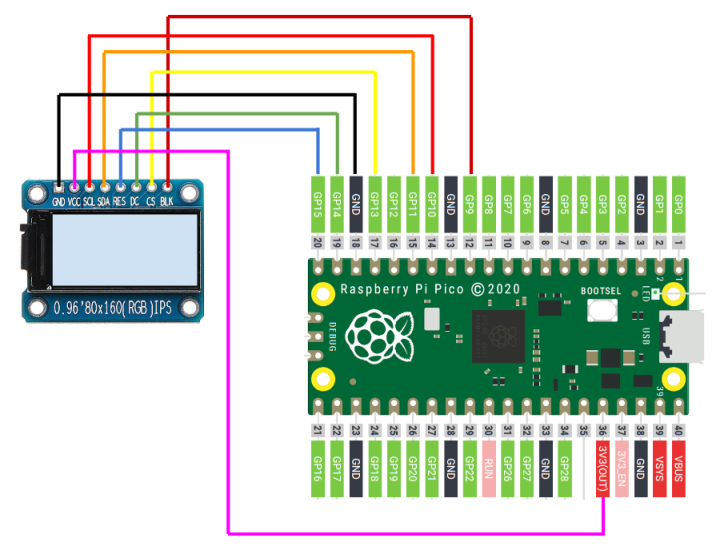 GND VCC SCL SDA RES DC CS BLK
0.96'80x160(RGB)IPS
GP15 GP14 GND GP13 GP12 GP11 GP10 GND GP9 GP8 GP7 GP6 GND GP5 GP4 GP3 GP2 GND GP1 GP0
20 19 18 17 16 15 14 13 12 11 10 9 8 7 6 5 4 3 2 1
2 1
Raspberry Pi Pico © 2020
BOOTSEL
LED
DEBUG
USB
39
21 22 23 24 25 26 27 28 29 30 31 32 33 34 35 36 37 38 39 40
GP16 GP17 GND GP18 GP19 GP20 GP21 GND GP22 RUN GP26 GP27 GND GP28 3V3(OUT) 3V3_EN GND VSYS VBUS